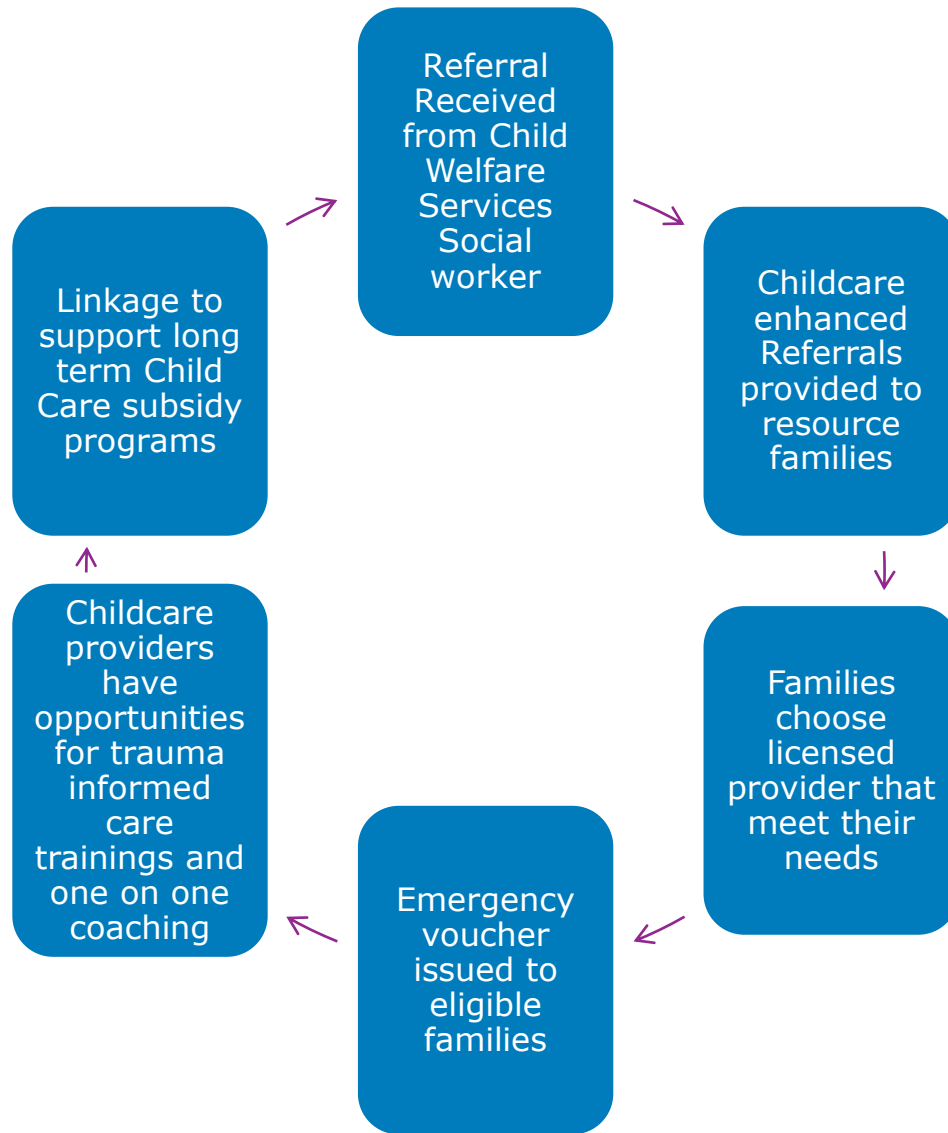 Referral
Received
from Child
Welfare
Services
Social
worker
Childcare
enhanced
Referrals
provided to
resource
families
Families
choose
licensed
provider that
meet their
needs
Emergency
voucher
issued to
eligible
families
Childcare
providers
have
opportunities
for trauma
informed
care
trainings and
one on one
coaching
Linkage to
support long
term Child
Care subsidy
programs